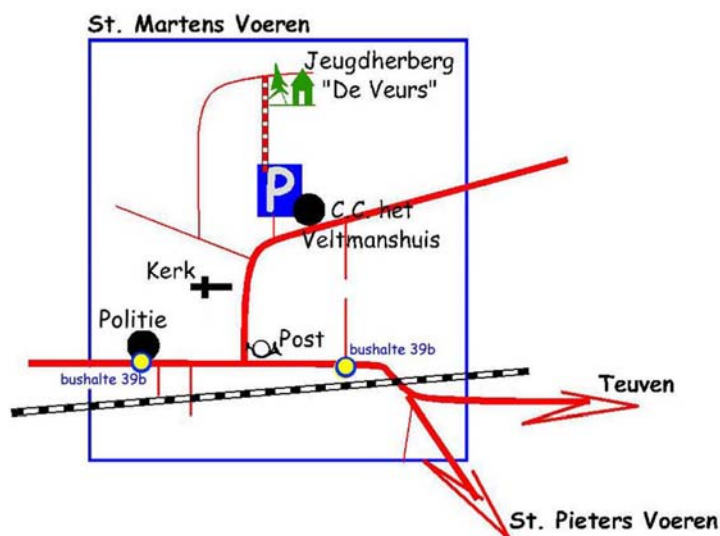 St. Martens Voeren
Jeugdherberg
"De Veurs"
P
C.C. het
Veltmanshuis
Kerk
Politie
Post
bushalte 39b
bushalte 39b
Teuven
St. Pieters Voeren